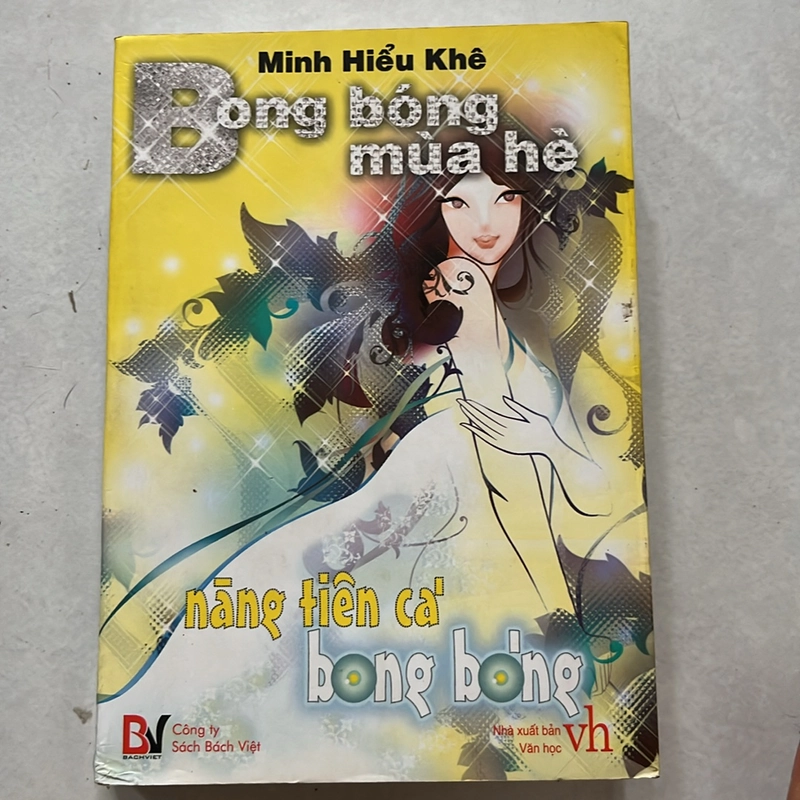 Minh Hiểu Khê
Bong bóng
mùa hè
nàng tiên cá
bong bóng
BV
BACHVIET
Công ty
Sách Bách Việt
Nhà xuất bản
Văn học
vh